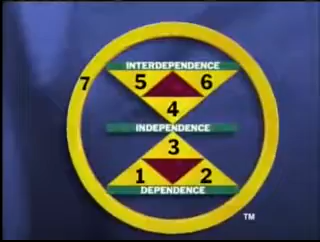 INTERDEPENDENCE
7 5 6
4
INDEPENDENCE
3
1 2
DEPENDENCE
TM